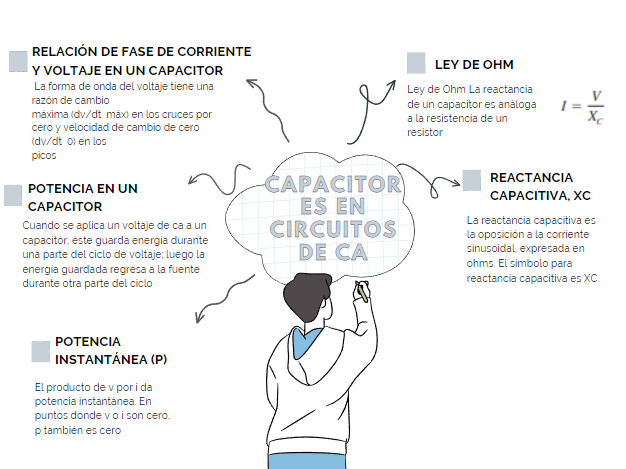 RELACIÓN DE FASE DE CORRIENTE
Y VOLTAJE EN UN CAPACITOR
La forma de onda del voltaje tiene una
razón de cambio
máxima (dv/dt máx) en los cruces por
cero y velocidad de cambio de cero
(dv/dt 0) en los
picos
POTENCIA EN UN
CAPACITOR
Cuando se aplica un voltaje de ca a un
capacitor, éste guarda energía durante
una parte del ciclo de voltaje; luego la
energía guardada regresa a la fuente
durante otra parte del ciclo
POTENCIA
INSTANTÁNEA (P)
El producto de v por i da
potencia instantánea. En
puntos donde v o i son cero,
p también es cero
CAPACITOR
ES EN
CIRCUITOS
DE CA
LEY DE OHM
Ley de Ohm La reactancia
de un capacitor es análoga
a la resistencia de un
resistor
I = V/XC
REACTANCIA
CAPACITIVA, XC
La reactancia capacitiva es
la oposición a la corriente
sinusoidal, expresada en
ohms. El símbolo para
reactancia capacitiva es XC